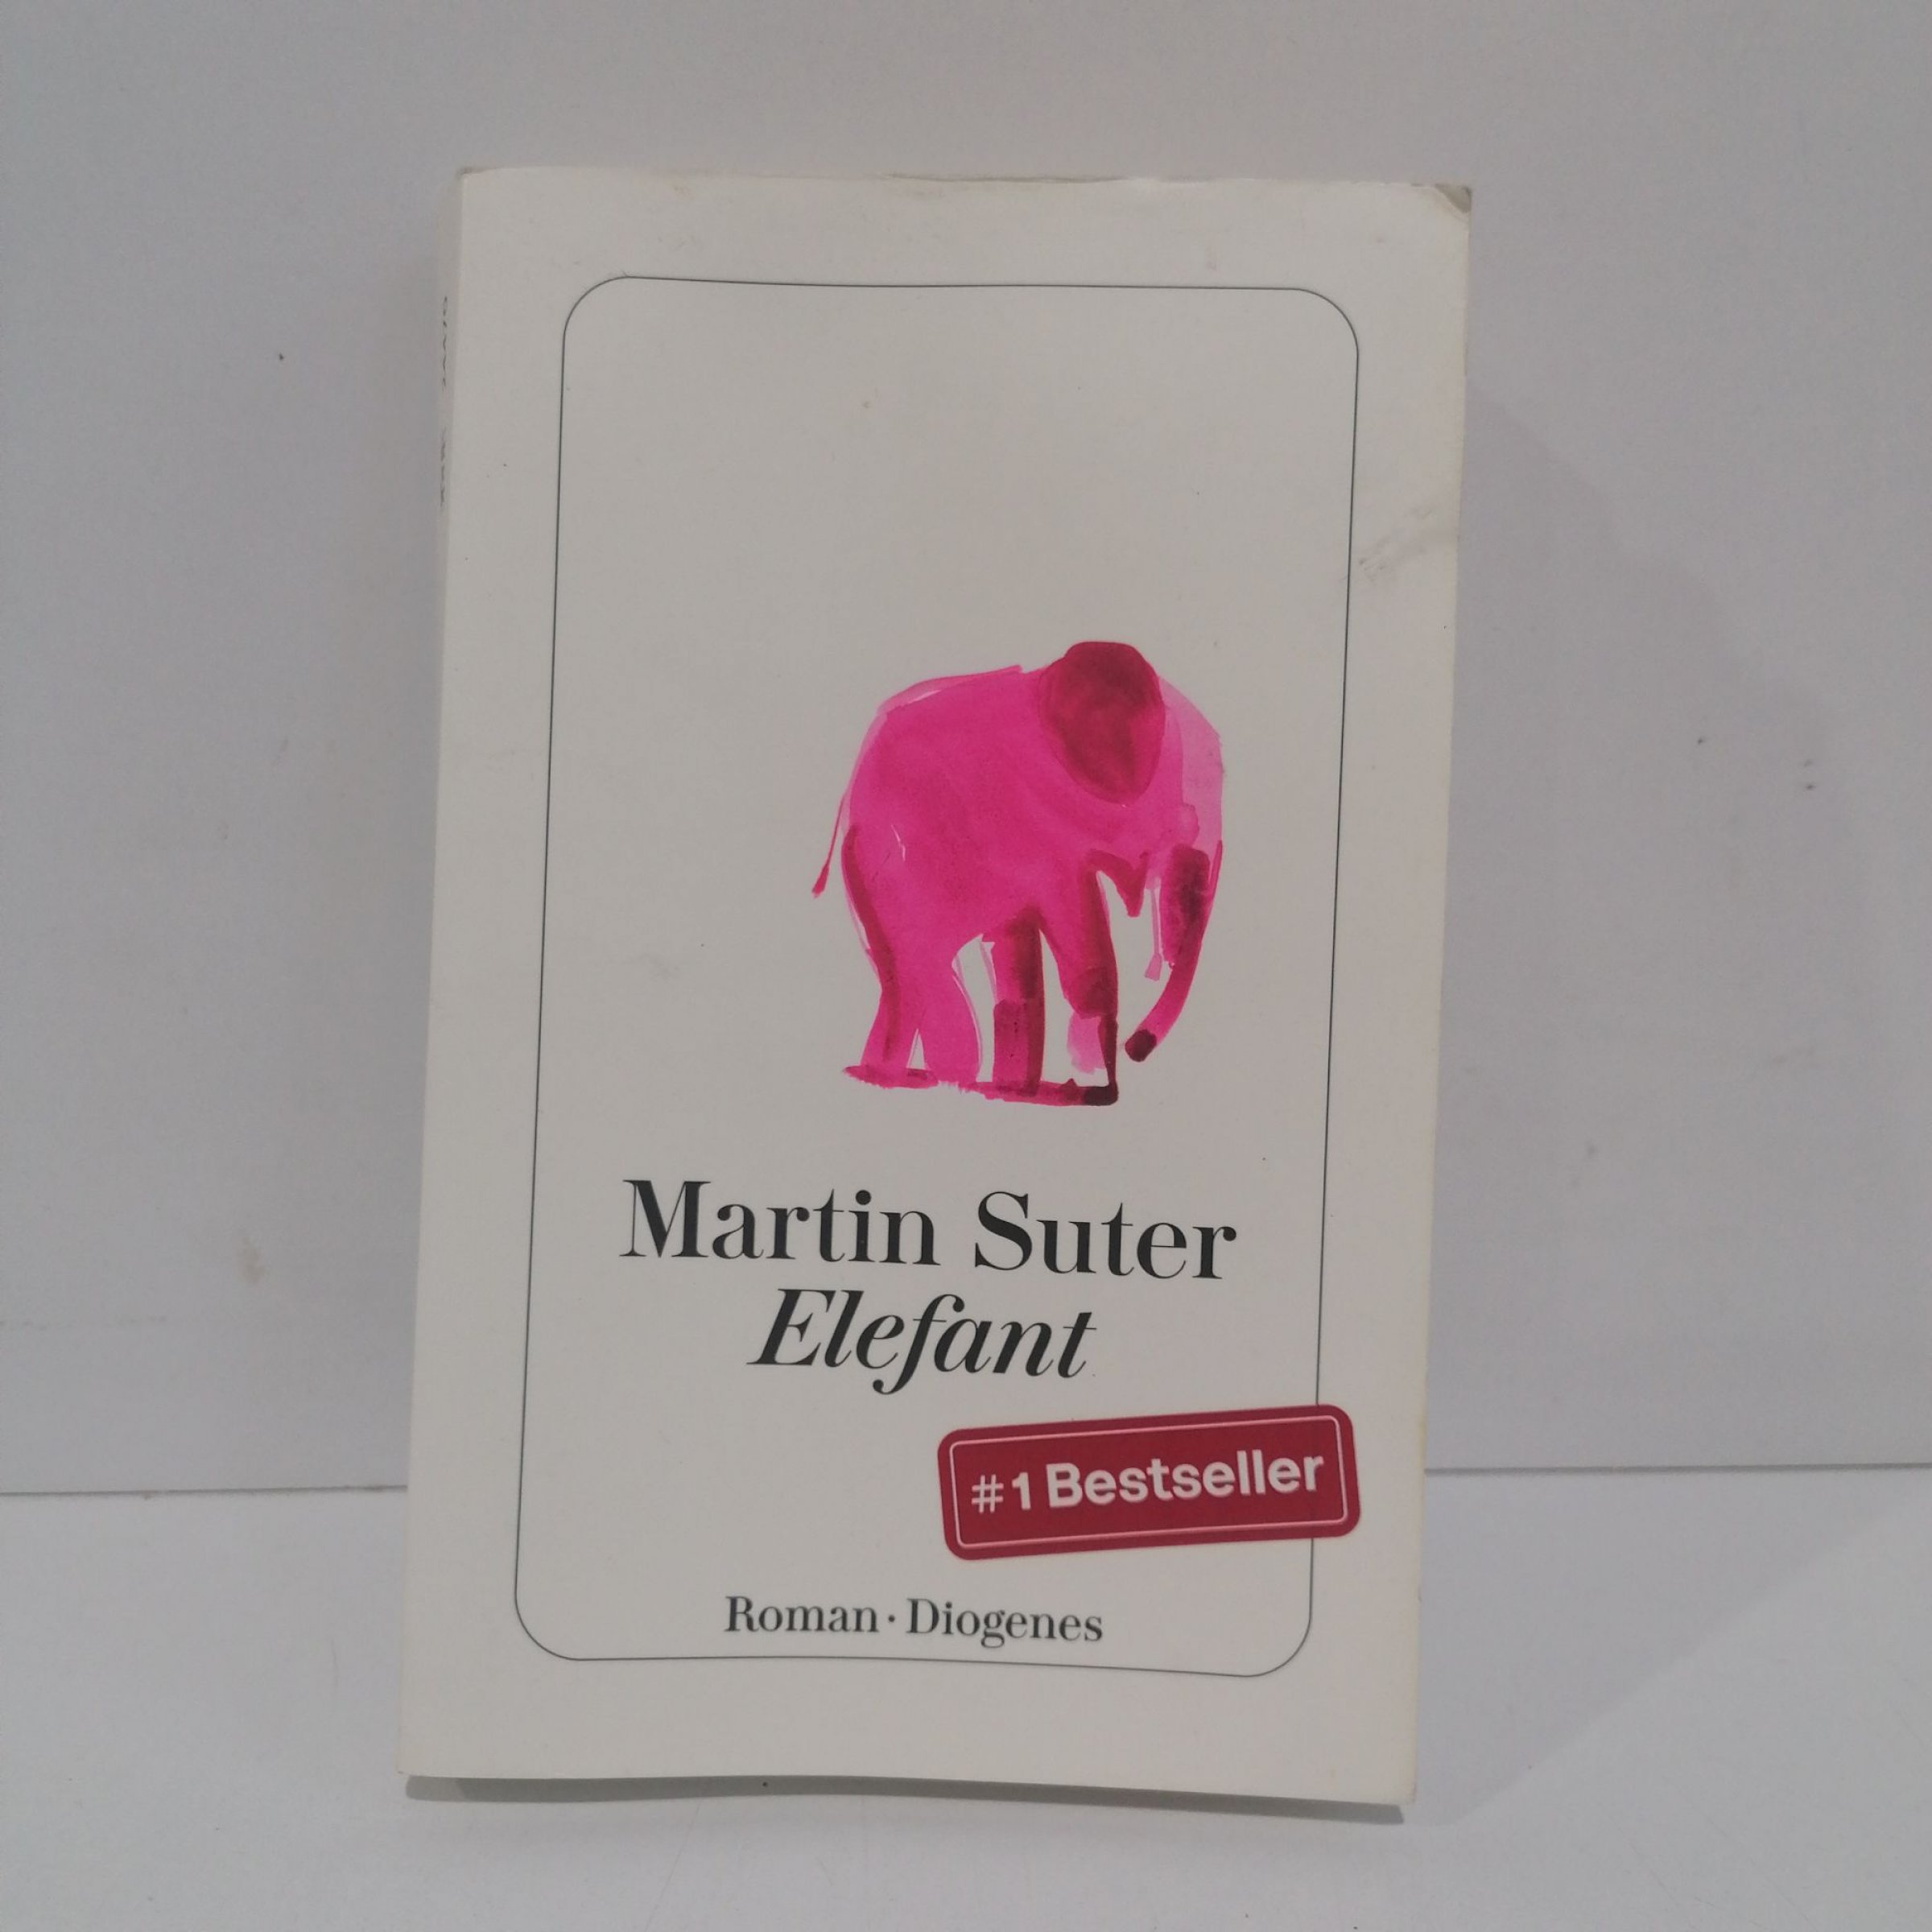 Martin Suter
Elefant
#1 Bestseller
Roman · Diogenes